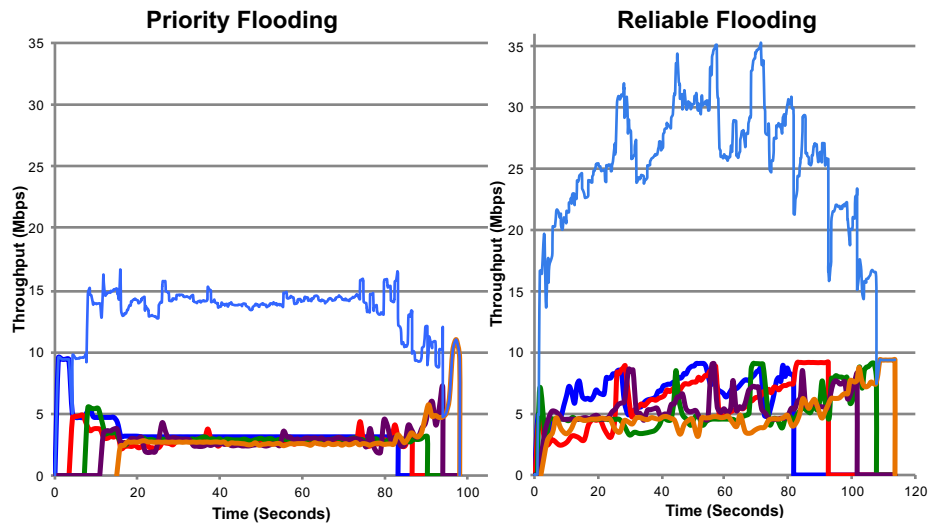 Priority Flooding
35
30
25
20
15
10
5
0
Throughput (Mbps)
0 20 40 60 80 100
Time (Seconds)
Reliable Flooding
35
30
25
20
15
10
5
0
Throughput (Mbps)
0 20 40 60 80 100 120
Time (Seconds)